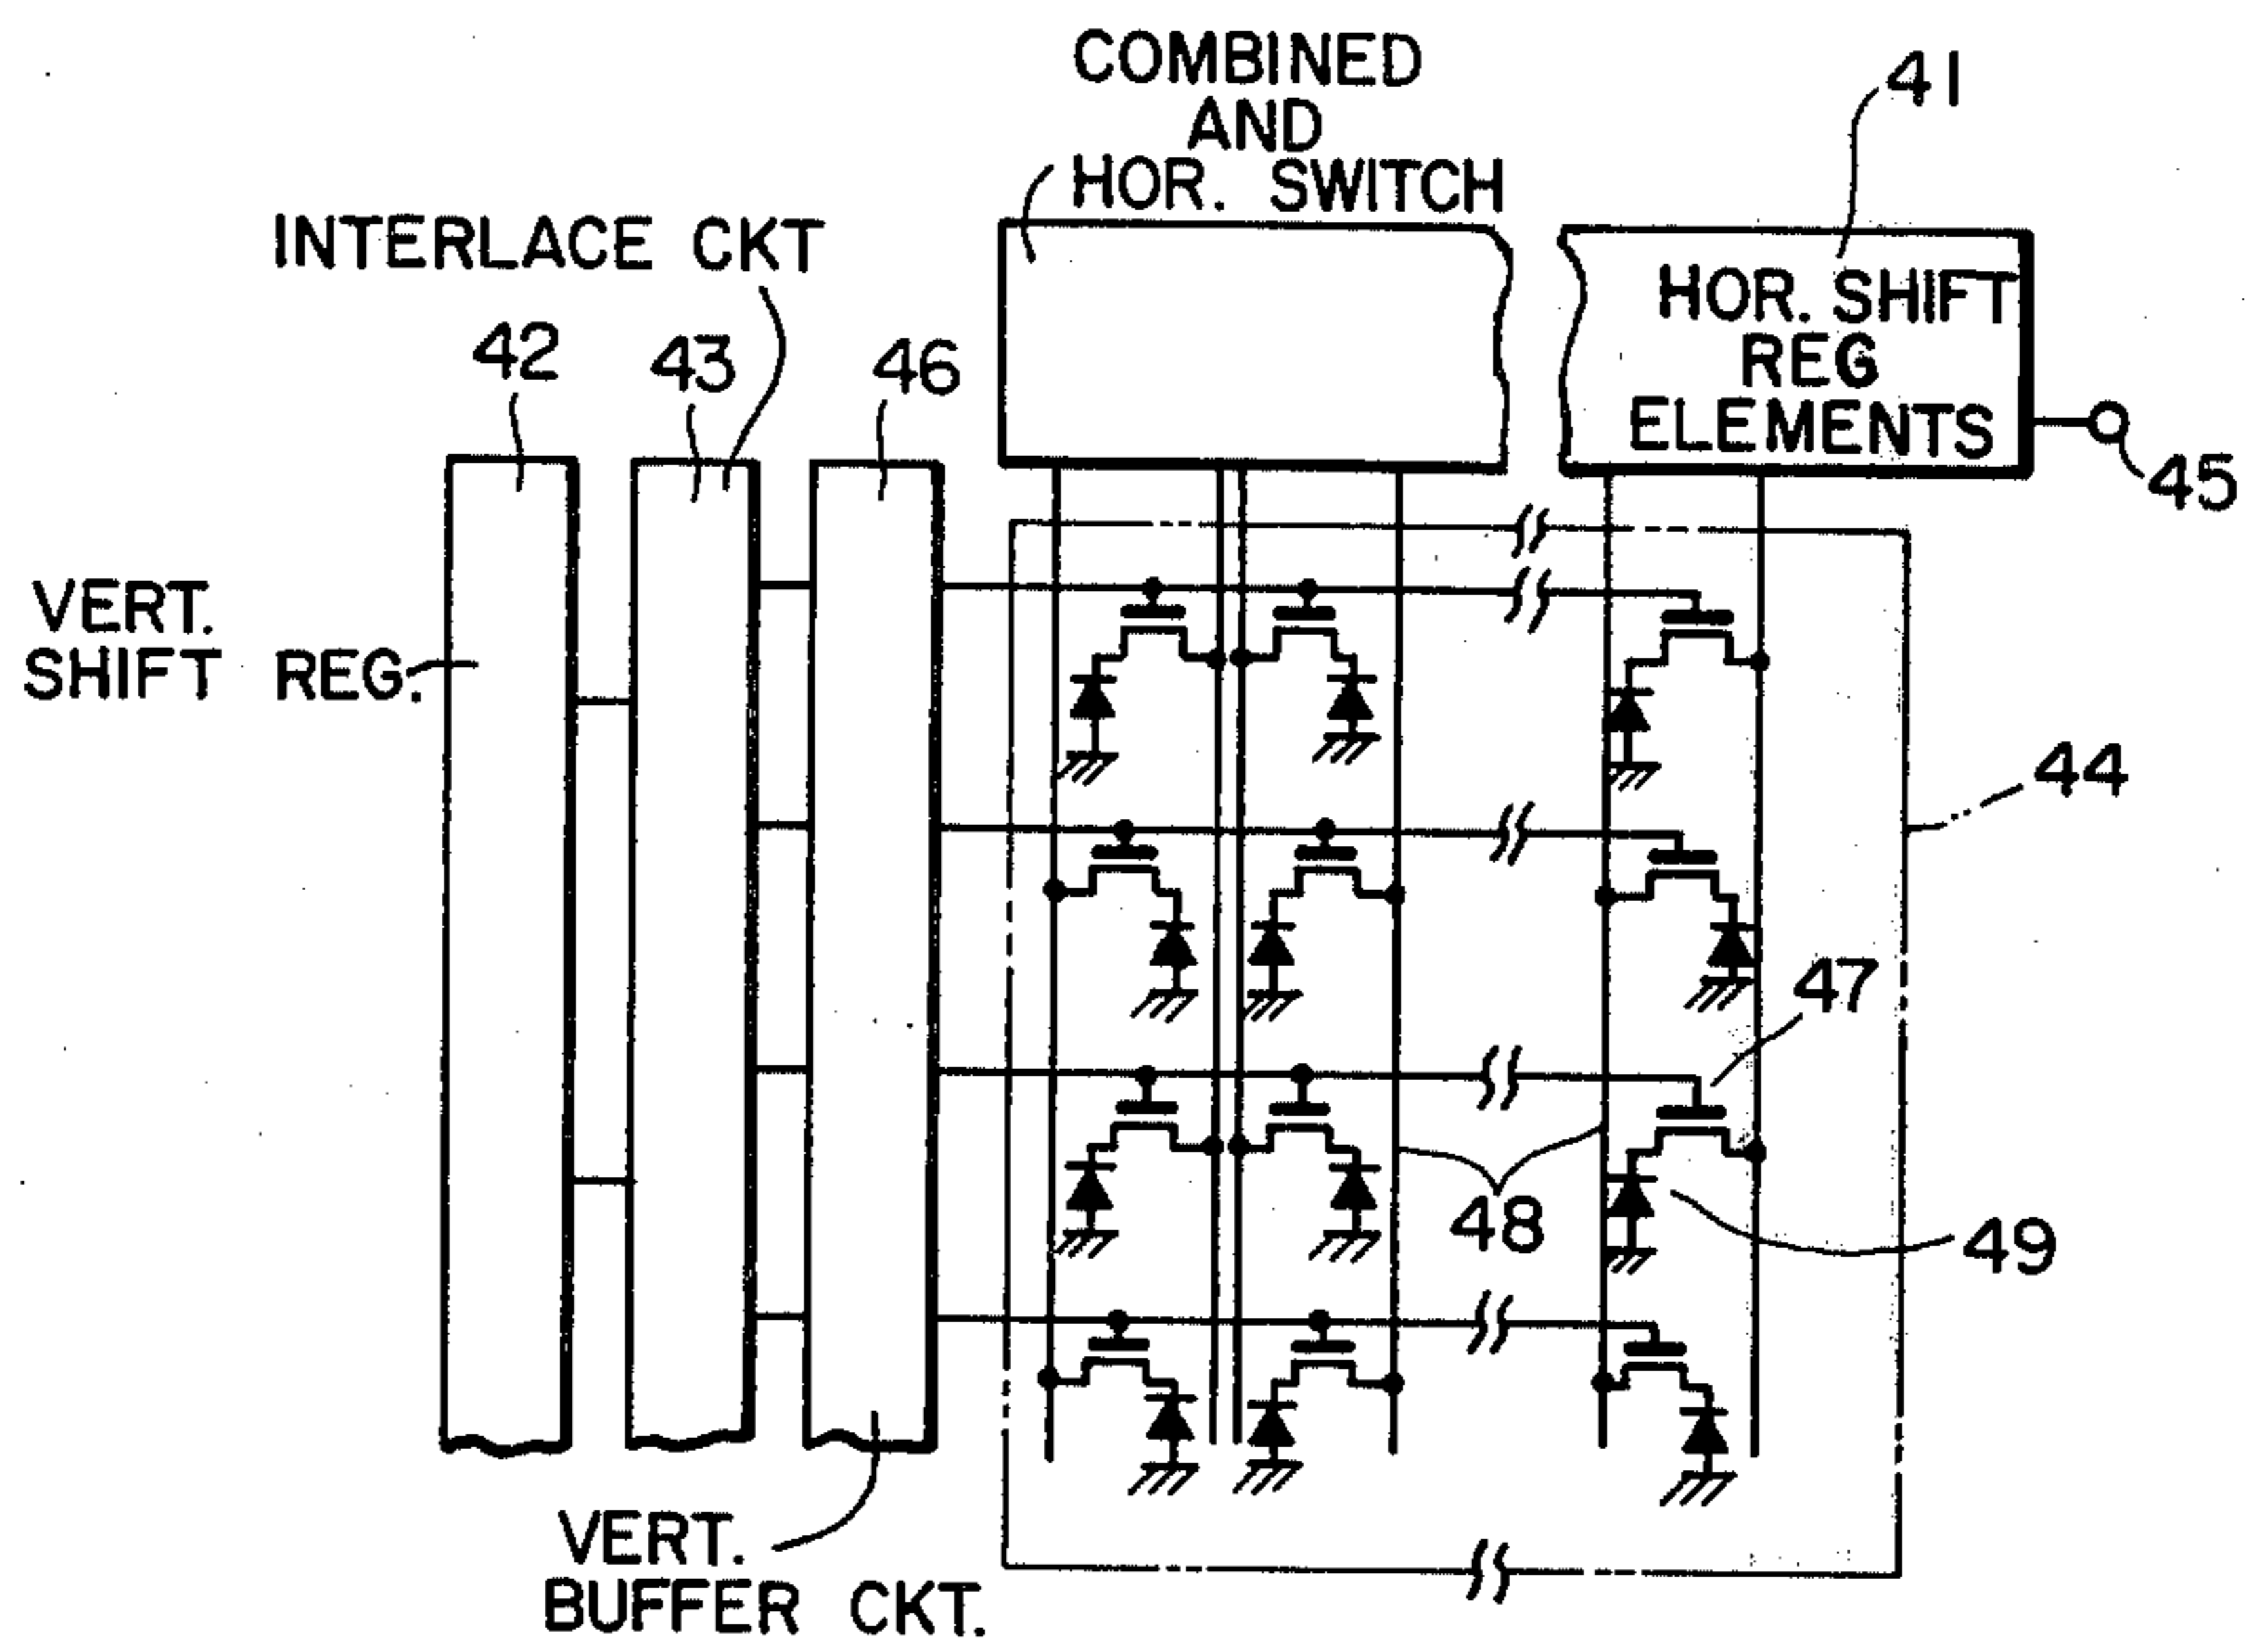 COMBINED
AND
HOR. SWITCH
41
INTERLACE CKT
HOR. SHIFT
REG
ELEMENTS
42
43
46
45
VERT.
SHIFT REG.
44
47
48
49
VERT.
BUFFER CKT.